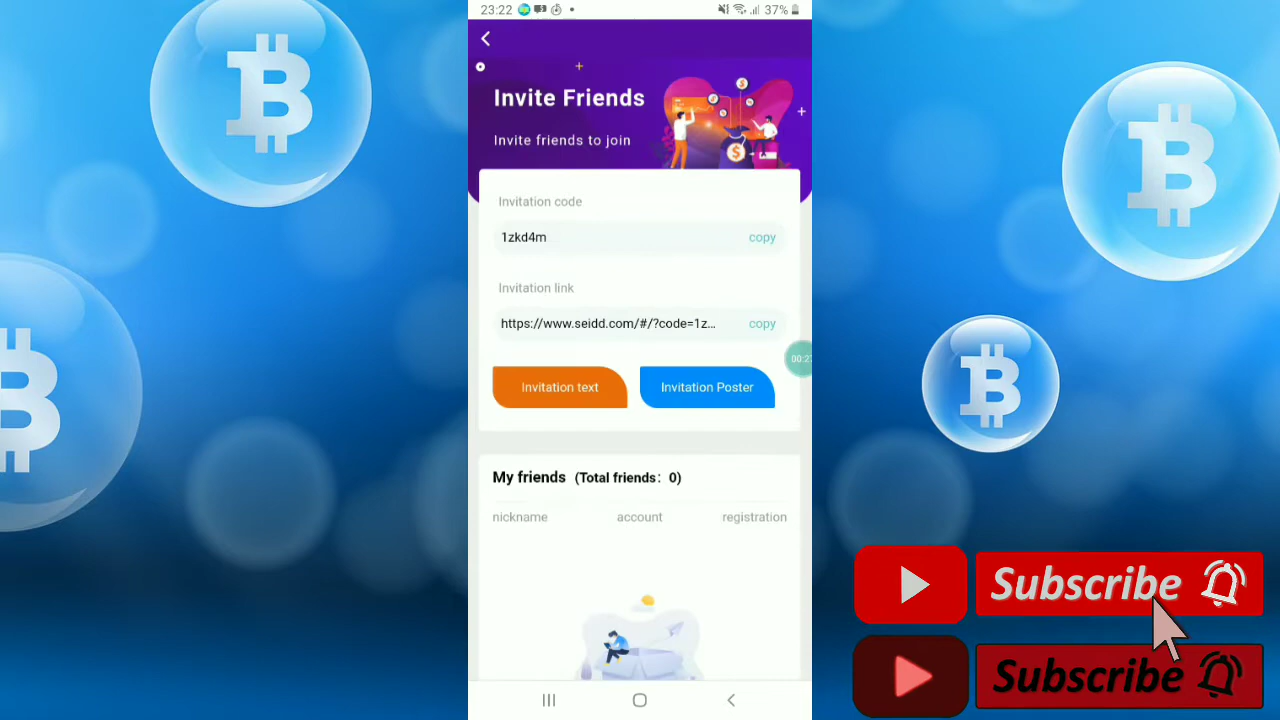 23:22
37%
Invite Friends
Invite friends to join
Invitation code
1zkd4m
copy
Invitation link
https://www.seidd.com/#/?code=1z...
copy
Invitation text
Invitation Poster
My friends (Total friends: 0)
nickname account registration
Subscribe
Subscribe